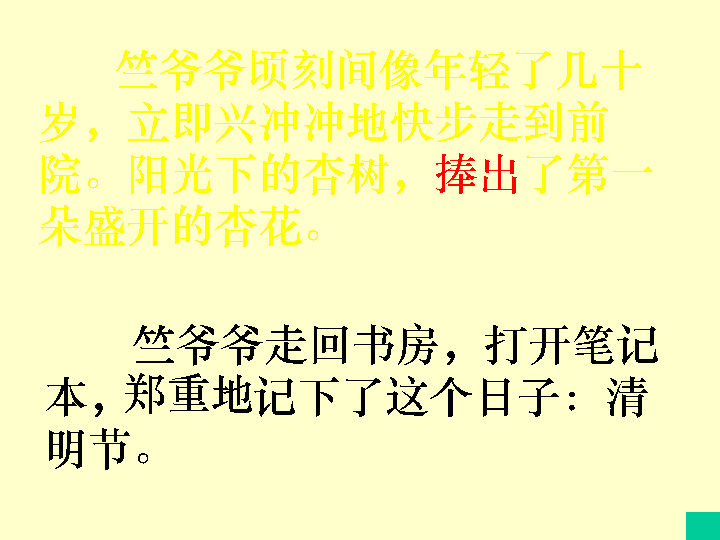 竺爷爷顷刻间像年轻了几十
岁，立即兴冲冲地快步走到前
院。阳光下的杏树，捧出了第一
朵盛开的杏花。
竺爷爷走回书房，打开笔记
本，郑重地记下了这个日子：清
明节。